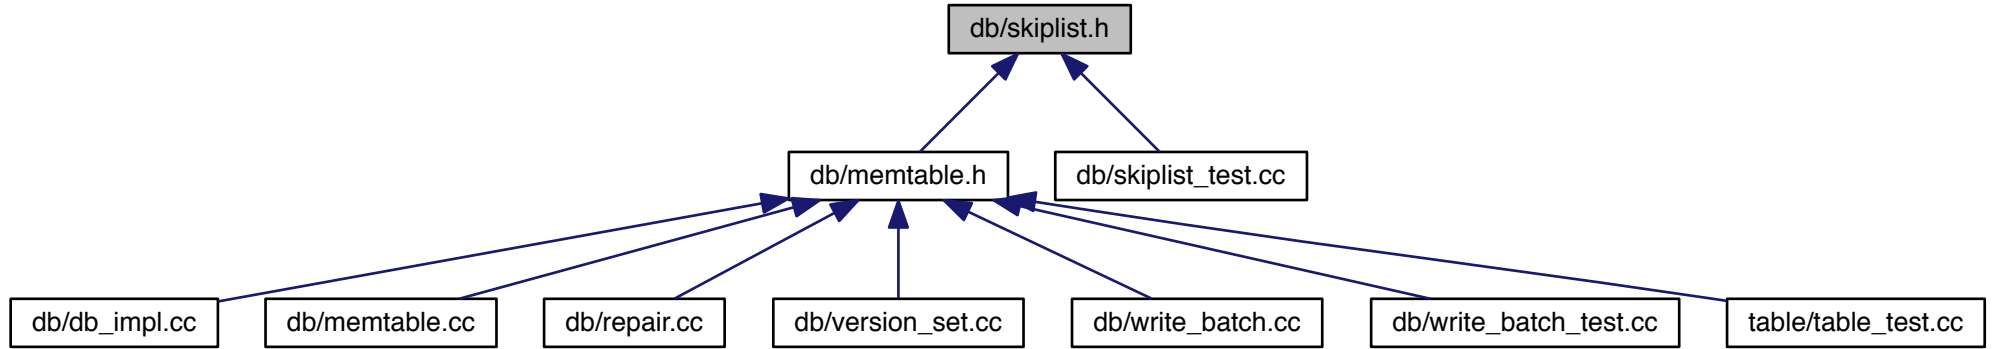 db/skiplist.h
db/memtable.h
db/skiplist_test.cc
db/db_impl.cc
db/memtable.cc
db/repair.cc
db/version_set.cc
db/write_batch.cc
db/write_batch_test.cc
table/table_test.cc